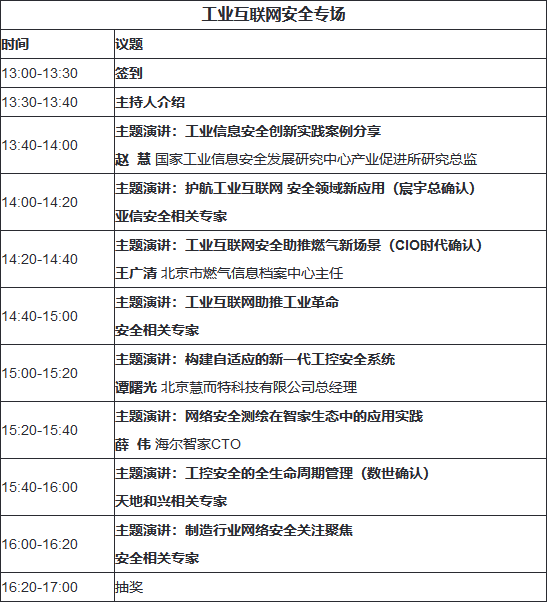 工业互联网安全专场
时间 议题
13:00-13:30 签到
13:30-13:40 主持人介绍
13:40-14:00 主题演讲：工业信息安全创新实践案例分享
赵 慧 国家工业信息安全发展研究中心产业促进所研究总监
14:00-14:20 主题演讲：护航工业互联网 安全领域新应用（宸宇总确认）
亚信安全相关专家
14:20-14:40 主题演讲：工业互联网安全助推燃气新场景（CIO时代确认）
王广清 北京市燃气信息档案中心主任
14:40-15:00 主题演讲：工业互联网助推工业革命
安全相关专家
15:00-15:20 主题演讲：构建自适应的新一代工控安全系统
谭曙光 北京慧而特科技有限公司总经理
15:20-15:40 主题演讲：网络安全测绘在智家生态中的应用实践
薛 伟 海尔智家CTO
15:40-16:00 主题演讲：工控安全的全生命周期管理（数世确认）
天地和兴相关专家
16:00-16:20 主题演讲：制造行业网络安全关注聚焦
安全相关专家
16:20-17:00 抽奖